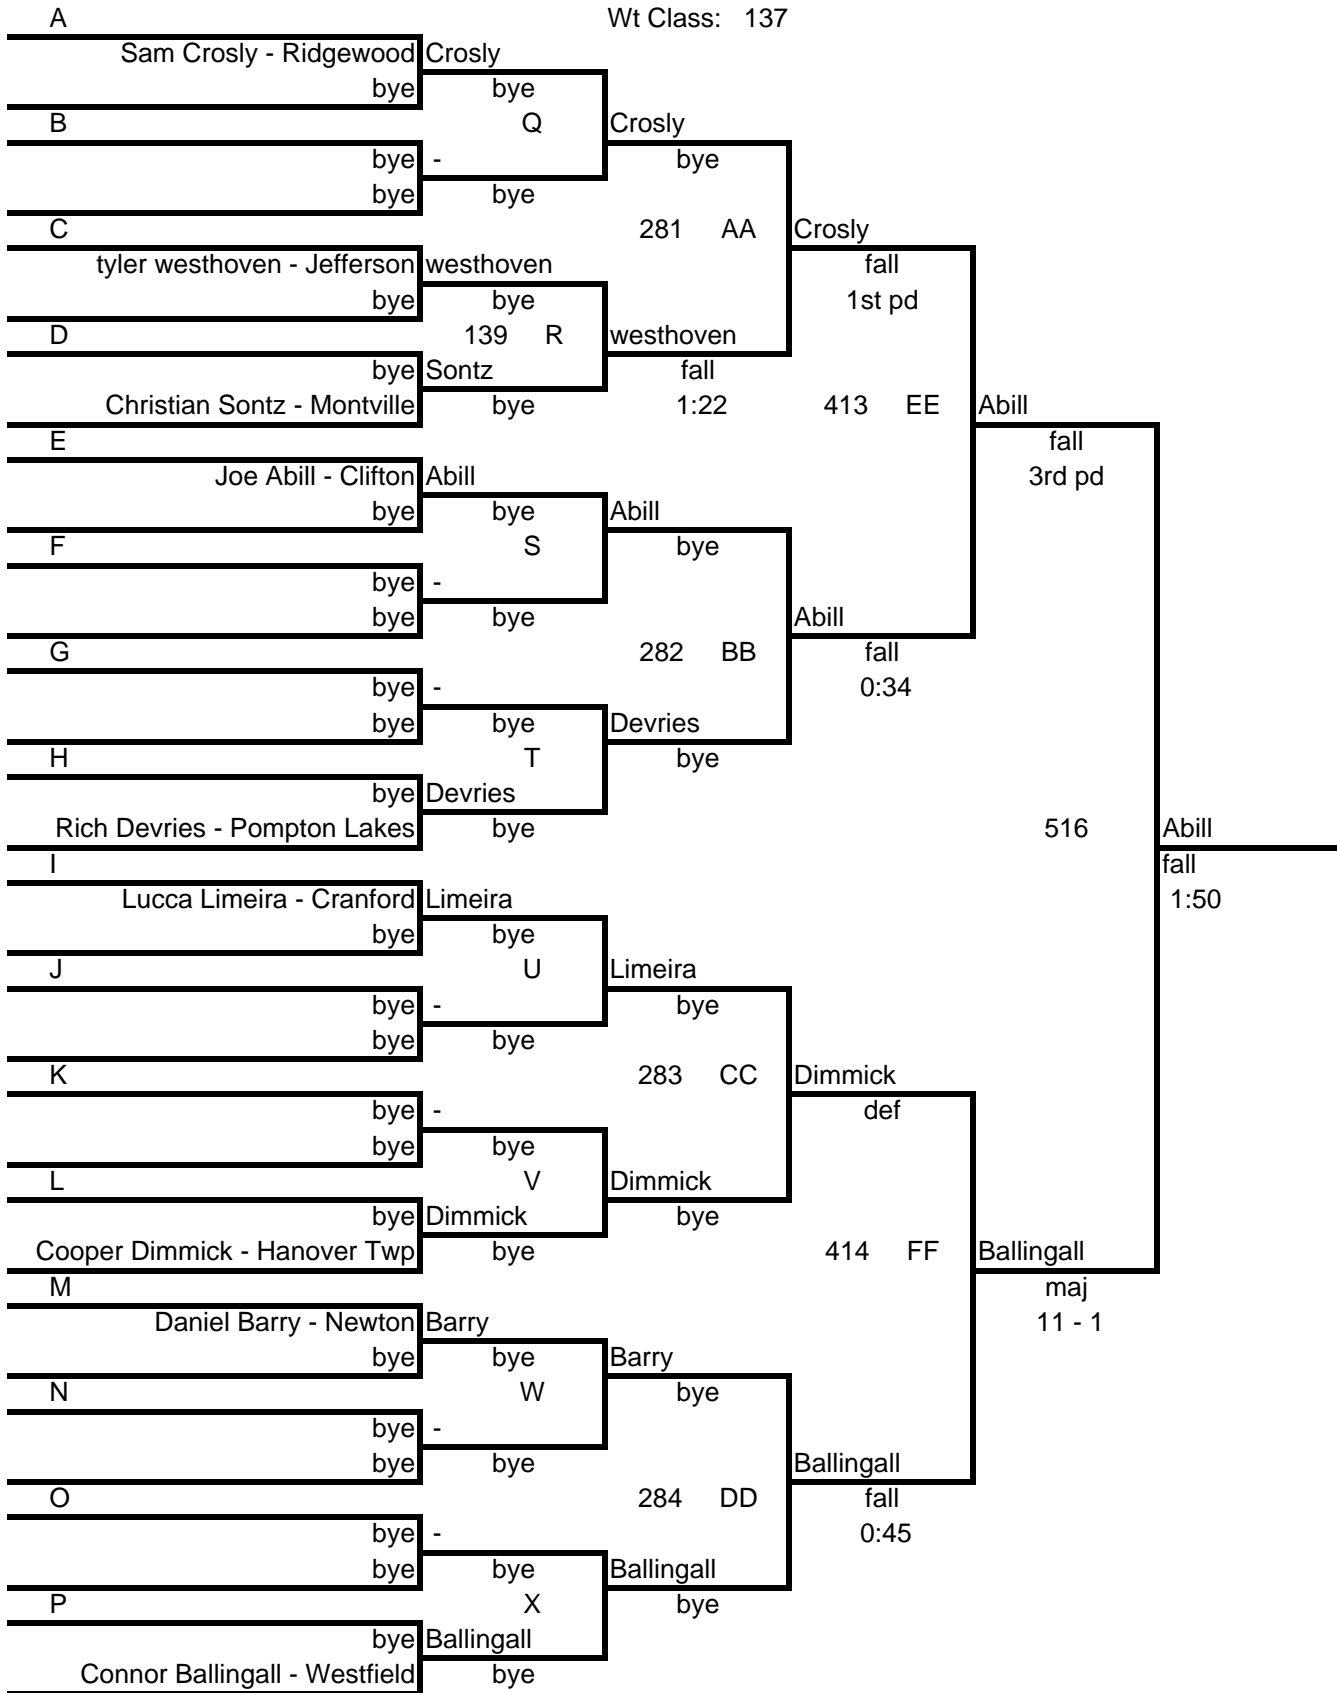 A Wt Class: 137
Sam Crosly - Ridgewood Crosly
bye bye
B Q Crosly
bye - bye
bye bye
C 281 AA Crosly
tyler westhoven - Jefferson westhoven fall
bye bye 1st pd
D 139 R westhoven
bye Sontz fall
Christian Sontz - Montville bye 1:22 413 EE Abill
E fall
Joe Abill - Clifton Abill 3rd pd
bye bye Abill
F S bye
bye -
bye bye Abill
G 282 BB fall
bye - 0:34
bye bye Devries
H T bye
bye Devries
Rich Devries - Pompton Lakes bye 516 Abill
I fall
Lucca Limeira - Cranford Limeira 1:50
bye bye
J U Limeira
bye - bye
bye bye
K 283 CC Dimmick
bye - def
bye bye
L V Dimmick
bye Dimmick bye
Cooper Dimmick - Hanover Twp bye 414 FF Ballingall
M maj
Daniel Barry - Newton Barry 11 - 1
bye bye Barry
N W bye
bye -
bye bye Ballingall
O 284 DD fall
bye - 0:45
bye bye Ballingall
P X bye
bye Ballingall
Connor Ballingall - Westfield bye